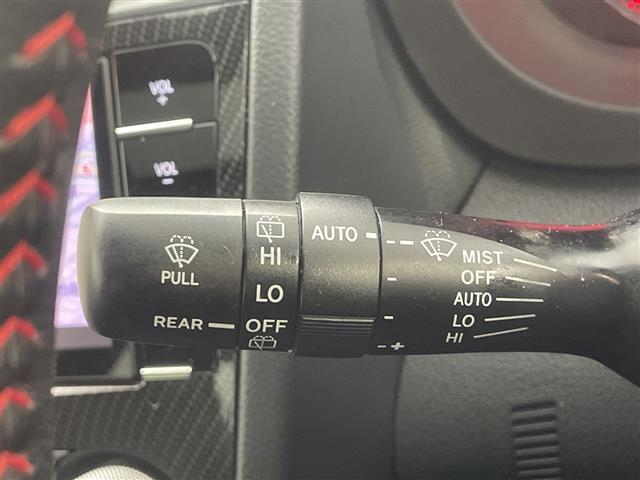 VOL
+
VOL
-
PULL
REAR
HI
LO
OFF
AUTO
- +
MIST
OFF
AUTO
LO
HI